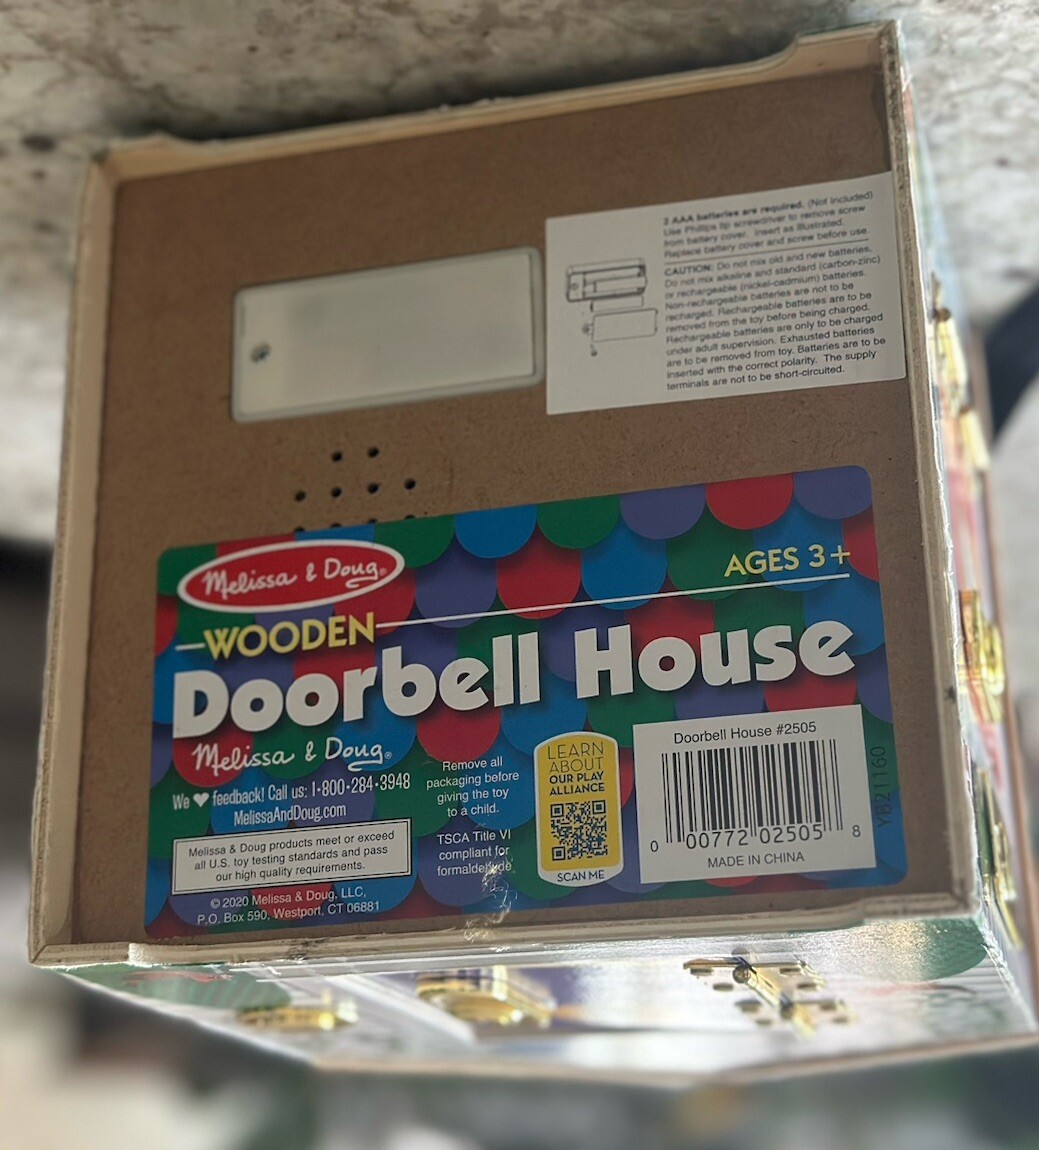 2 AAA batteries are required. (Not Included)
Use Phillips tip screwdriver to remove screw
from battery cover. Insert as illustrated.
Replace battery cover and screw before use.
CAUTION: Do not mix old and new batteries.
Do not mix alkaline and standard (carbon-zinc)
or rechargeable (nickel-cadmium) batteries.
Non-rechargeable batteries are not to be
recharged. Rechargeable batteries are to be
removed from the toy before being charged.
Rechargeable batteries are only to be charged
under adult supervision. Exhausted batteries
are to be removed from toy. Batteries are to be
inserted with the correct polarity. The supply
terminals are not to be short-circuited.
Melissa & Doug®
AGES 3+
WOODEN
Doorbell House
Melissa & Doug®
We ♥ feedback! Call us: 1-800-284-3948
MelissaAndDoug.com
Melissa & Doug products meet or exceed
all U.S. toy testing standards and pass
our high quality requirements.
© 2020 Melissa & Doug, LLC,
P.O. Box 590, Westport, CT 06881
Remove all
packaging before
giving the toy
to a child.
TSCA Title VI
compliant for
formaldehyde
LEARN
ABOUT
OUR PLAY
ALLIANCE
SCAN ME
Doorbell House #2505
0 00772 02505 8
MADE IN CHINA
YB21160